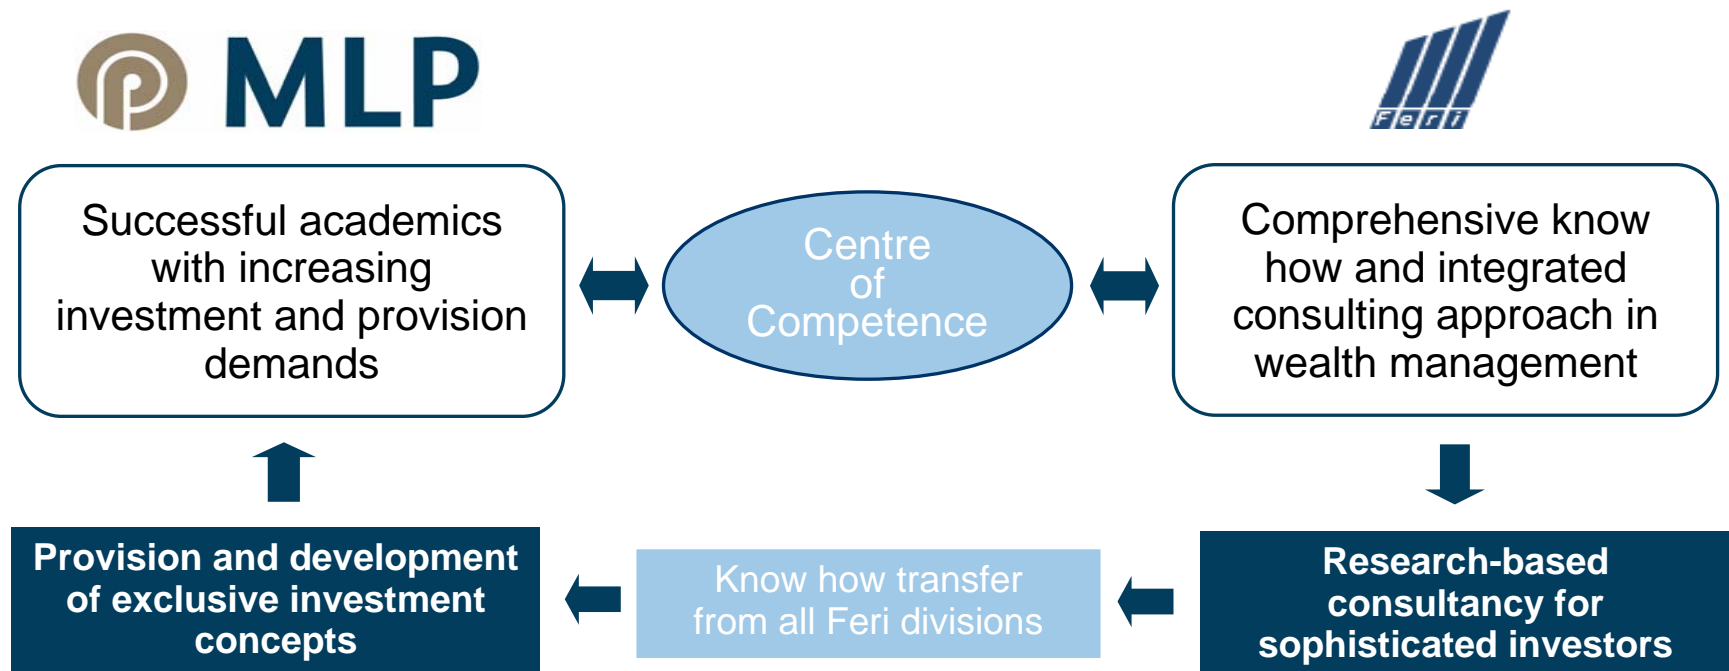 MLP
Feri
Successful academics
with increasing
investment and provision
demands
Centre
of
Competence
Comprehensive know
how and integrated
consulting approach in
wealth management
Provision and development
of exclusive investment
concepts
Know how transfer
from all Feri divisions
Research-based
consultancy for
sophisticated investors